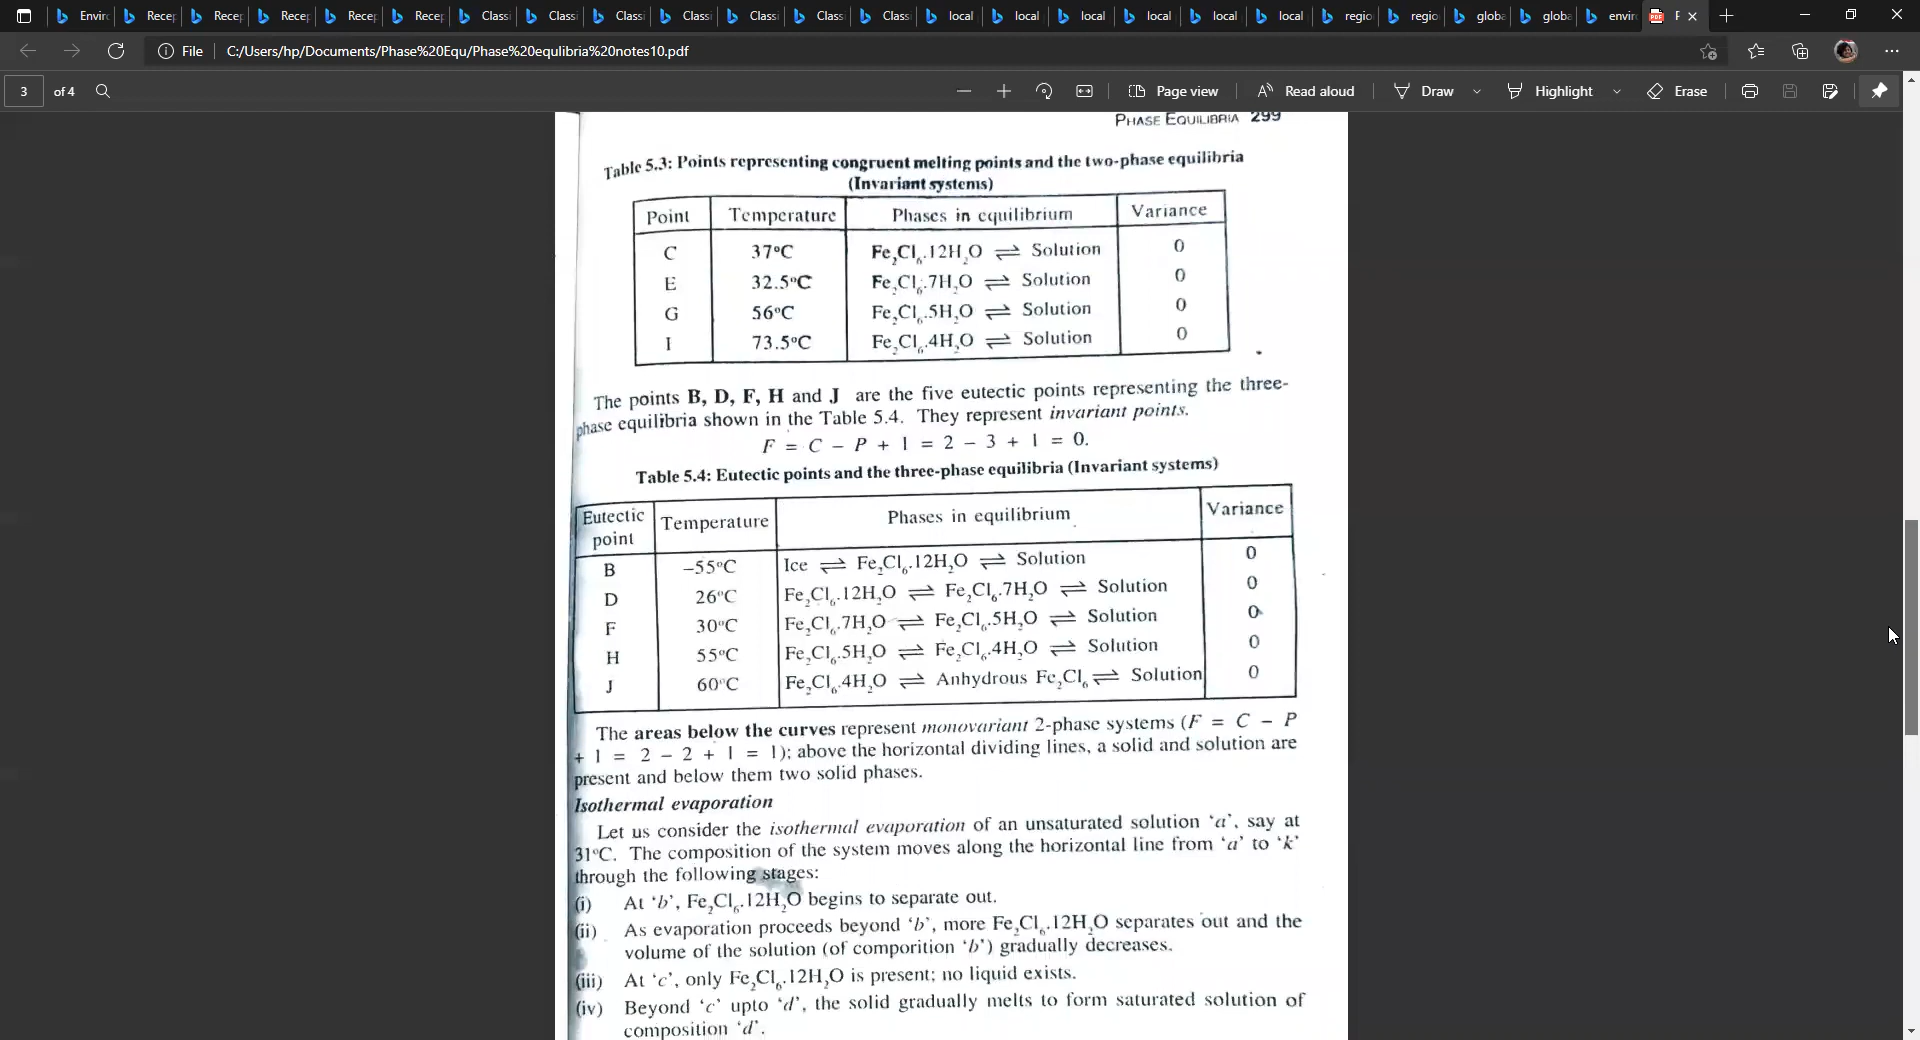 Envir Recep Recep Recep Recep Recep Classi Classi Classi Classi Classi Class Classi local local local local local local regio regio globa globa envir F
File C:/Users/hp/Documents/Phase%20Equ/Phase%20equlibria%20notes10.pdf
3 of 4 Page view Read aloud Draw Highlight Erase
PHASE EQUILIBRIA 299
Table 5.3: Points representing congruent melting points and the two-phase equilibria
(Invariant systems)
Point Temperature Phases in equilibrium Variance
C 37°C Fe₂Cl₆.12H₂O ⇌ Solution 0
E 32.5°C Fe₂Cl₆.7H₂O ⇌ Solution 0
G 56°C Fe₂Cl₆.5H₂O ⇌ Solution 0
I 73.5°C Fe₂Cl₆.4H₂O ⇌ Solution 0
The points B, D, F, H and J are the five eutectic points representing the three-
phase equilibria shown in the Table 5.4. They represent invariant points.
F = C – P + 1 = 2 – 3 + 1 = 0.
Table 5.4: Eutectic points and the three-phase equilibria (Invariant systems)
Eutectic point Temperature Phases in equilibrium Variance
B –55°C Ice ⇌ Fe₂Cl₆.12H₂O ⇌ Solution 0
D 26°C Fe₂Cl₆.12H₂O ⇌ Fe₂Cl₆.7H₂O ⇌ Solution 0
F 30°C Fe₂Cl₆.7H₂O ⇌ Fe₂Cl₆.5H₂O ⇌ Solution 0
H 55°C Fe₂Cl₆.5H₂O ⇌ Fe₂Cl₆.4H₂O ⇌ Solution 0
J 60°C Fe₂Cl₆.4H₂O ⇌ Anhydrous Fe₂Cl₆ ⇌ Solution 0
The areas below the curves represent monovariant 2-phase systems (F = C – P
+ 1 = 2 – 2 + 1 = 1); above the horizontal dividing lines, a solid and solution are
present and below them two solid phases.
Isothermal evaporation
Let us consider the isothermal evaporation of an unsaturated solution ‘a’, say at
31°C. The composition of the system moves along the horizontal line from ‘a’ to ‘k’
through the following stages:
(i) At ‘b’, Fe₂Cl₆.12H₂O begins to separate out.
(ii) As evaporation proceeds beyond ‘b’, more Fe₂Cl₆.12H₂O separates out and the
volume of the solution (of comporition ‘b’) gradually decreases.
(iii) At ‘c’, only Fe₂Cl₆.12H₂O is present; no liquid exists.
(iv) Beyond ‘c’ upto ‘d’, the solid gradually melts to form saturated solution of
composition ‘d’.